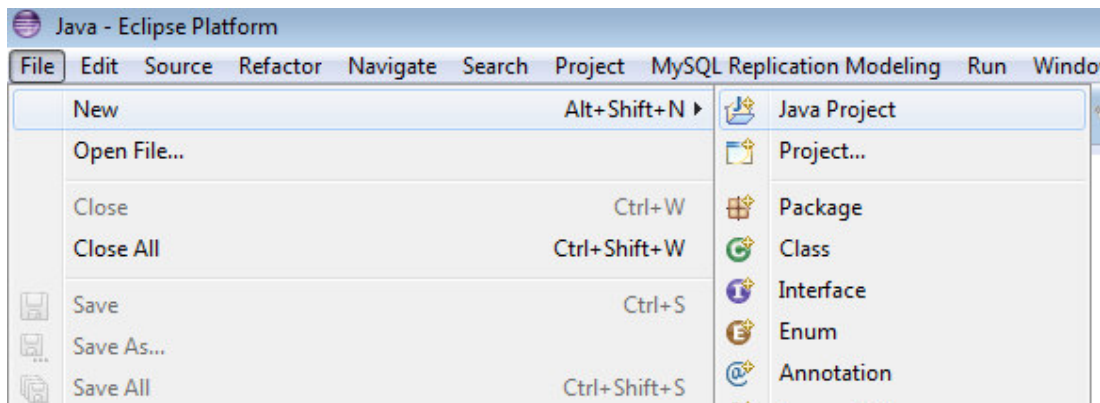 Java - Eclipse Platform
File Edit Source Refactor Navigate Search Project MySQL Replication Modeling Run Windo
New Alt+Shift+N
Open File...
Close Ctrl+W
Close All Ctrl+Shift+W
Save Ctrl+S
Save As...
Save All Ctrl+Shift+S
Java Project
Project...
Package
Class
Interface
Enum
Annotation